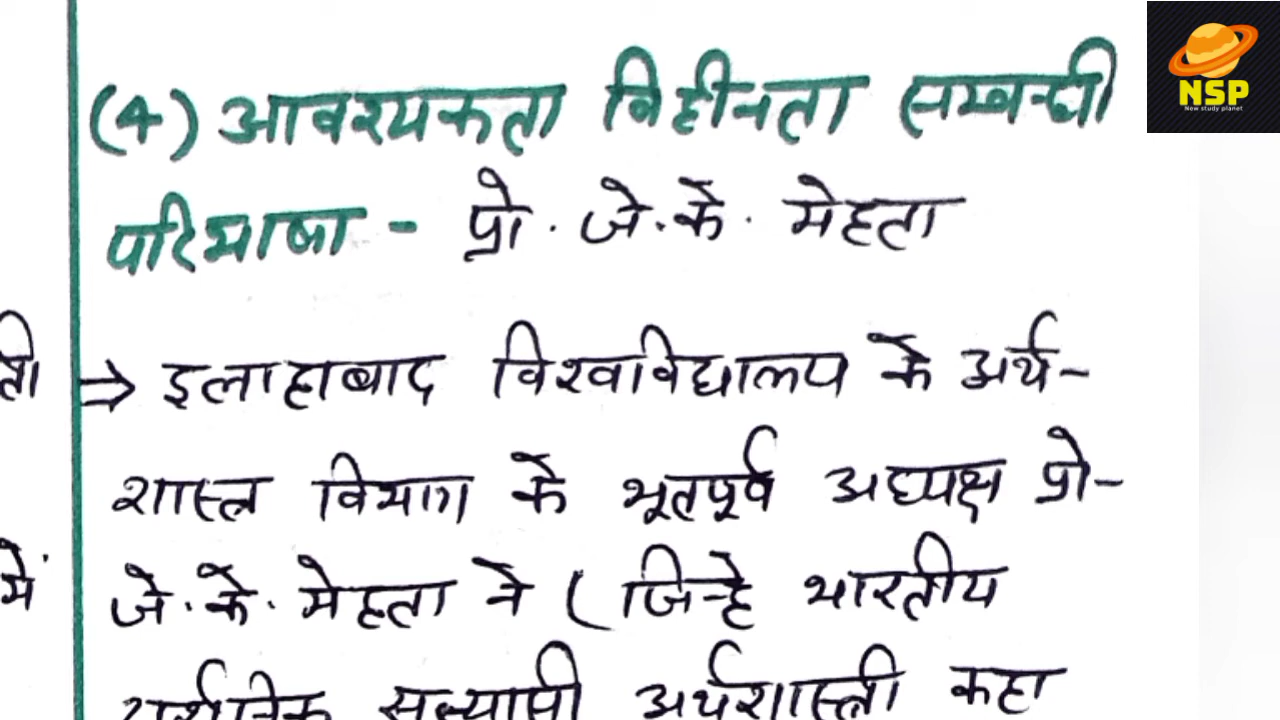 (4) आवश्यकता विहीनता सम्बन्धी
परिभाषा - प्रो. जे.के. मेहता
ती
⇒ इलाहाबाद विश्वविद्यालय के अर्थ-
शास्त्र विभाग के भूतपूर्व अध्यक्ष प्रो-
में
जे.के. मेहता ने ( जिन्हे भारतीय
सन्यासी अर्थशास्त्री कहा
NSP
New study planet